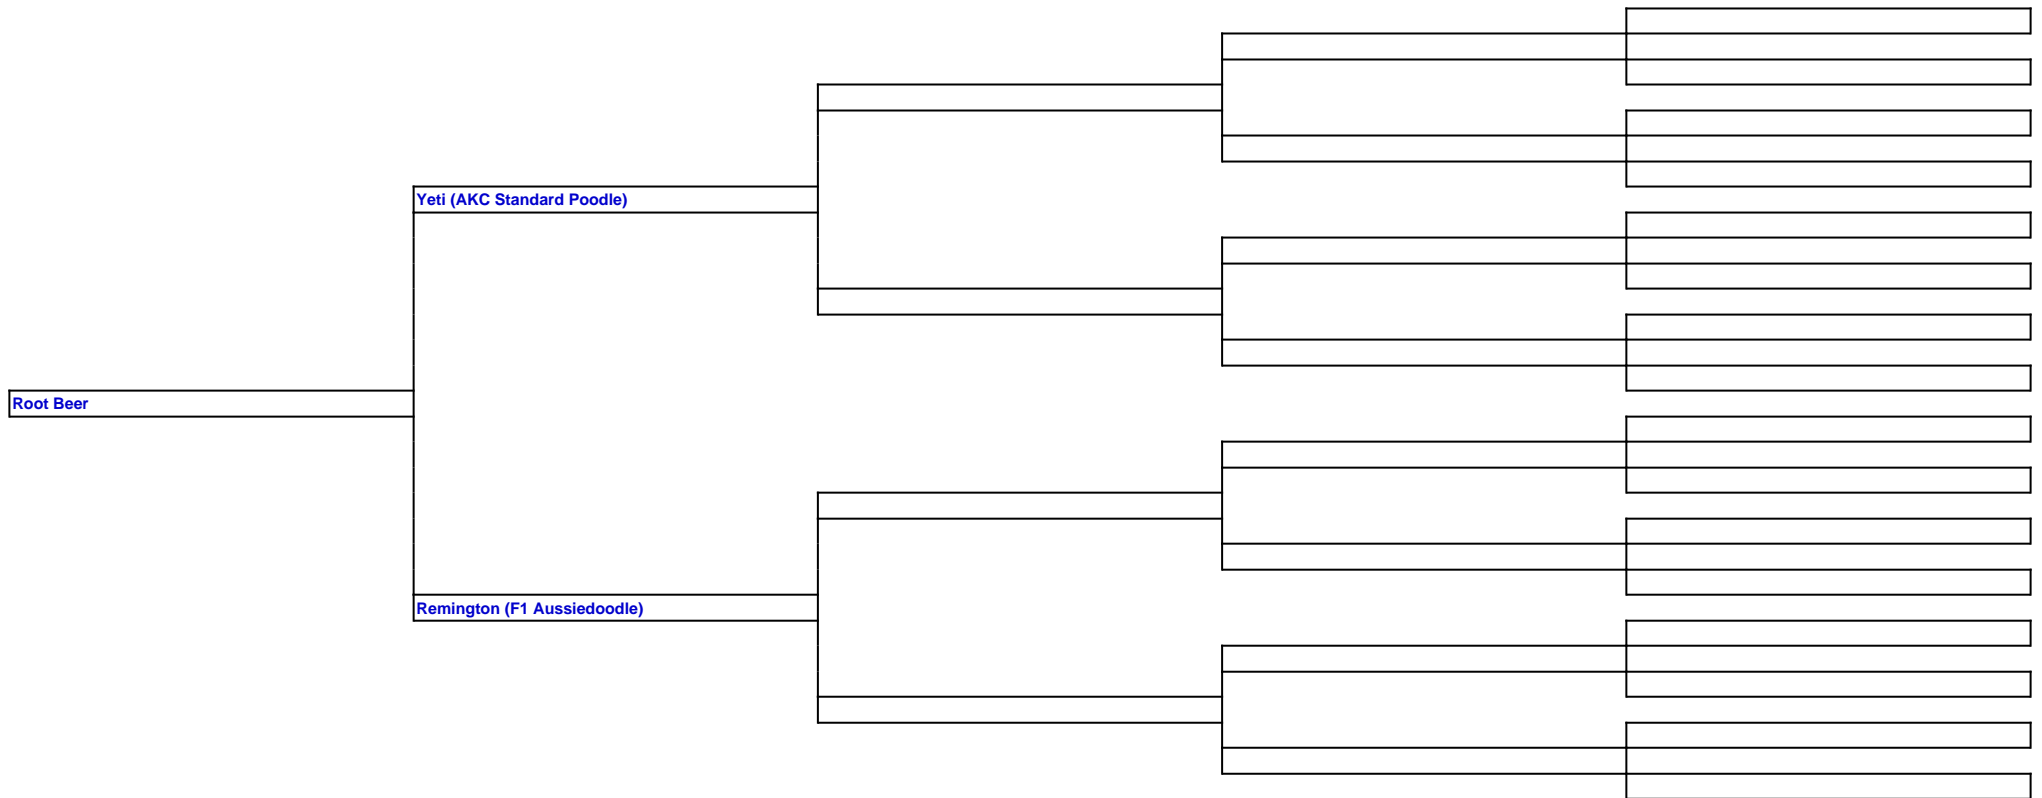 Yeti (AKC Standard Poodle)
Root Beer
Remington (F1 Aussiedoodle)